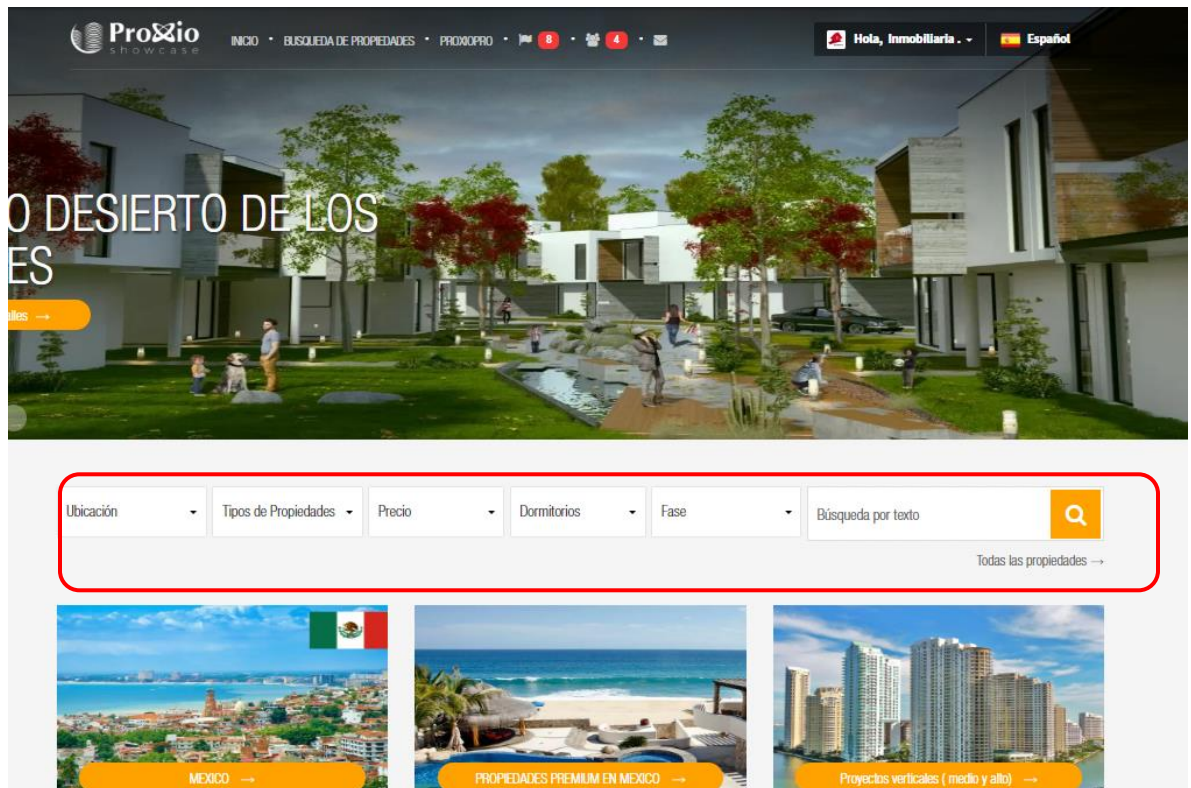 ProXio
showcase
INICIO • BUSQUEDA DE PROPIEDADES • PROXIOPRO • 8 • 4 •
Hola, Inmobiliaria .
Español
O DESIERTO DE LOS
ES
alles →
Ubicación
Tipos de Propiedades
Precio
Dormitorios
Fase
Búsqueda por texto
Todas las propiedades →
MEXICO →
PROPIEDADES PREMIUM EN MEXICO →
Proyectos verticales ( medio y alto) →